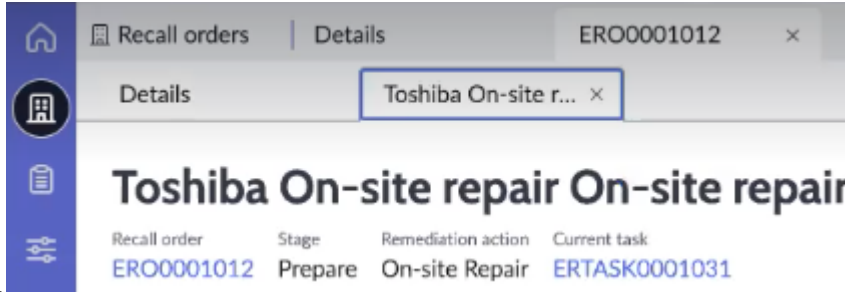 Recall orders | Details ERO0001012 ×
Details Toshiba On-site r... ×
Toshiba On-site repair On-site repair
Recall order Stage Remediation action Current task
ERO0001012 Prepare On-site Repair ERTASK0001031